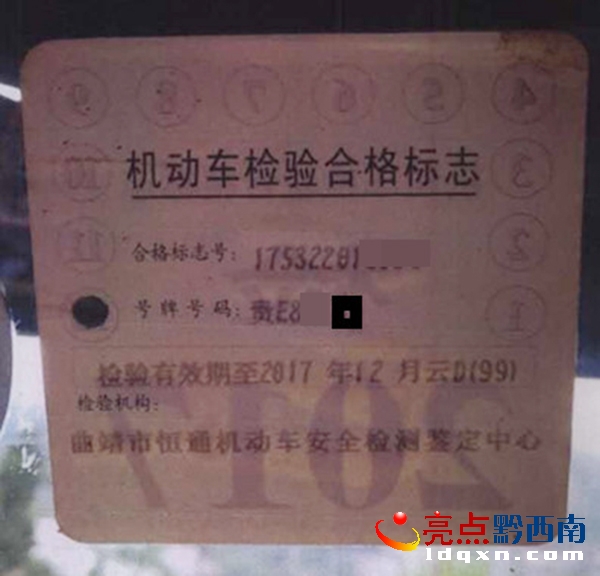 机动车检验合格标志
合格标志号: 17532201
号牌号码: 贵E8
检验有效期至2017 年12 月云D(99)
检验机构:
曲靖市恒通机动车安全检测鉴定中心
2017
9 8 7 6 5 4
10 3
11 2
1
亮点黔西南
ldqxn.com